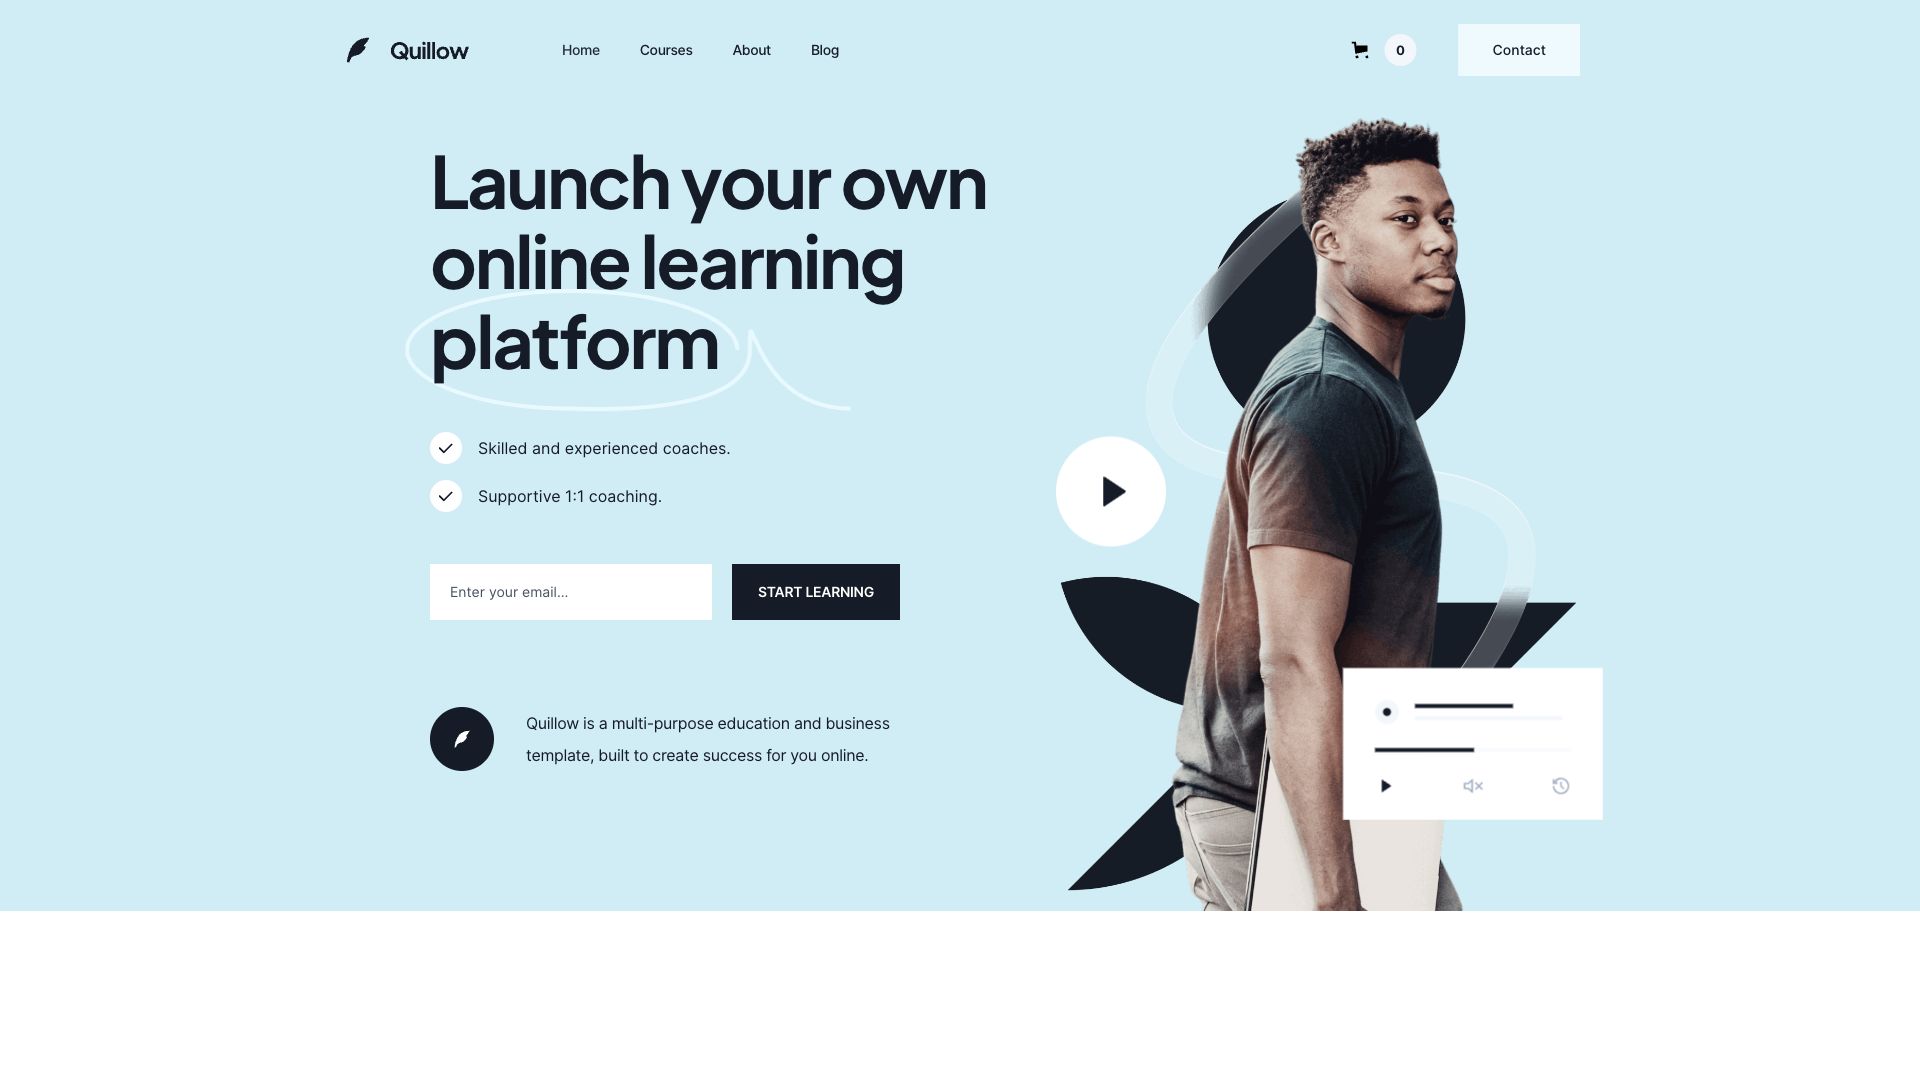 Quillow
Home
Courses
About
Blog
0
Contact
Launch your own
online learning
platform
Skilled and experienced coaches.
Supportive 1:1 coaching.
Enter your email...
START LEARNING
Quillow is a multi-purpose education and business
template, built to create success for you online.